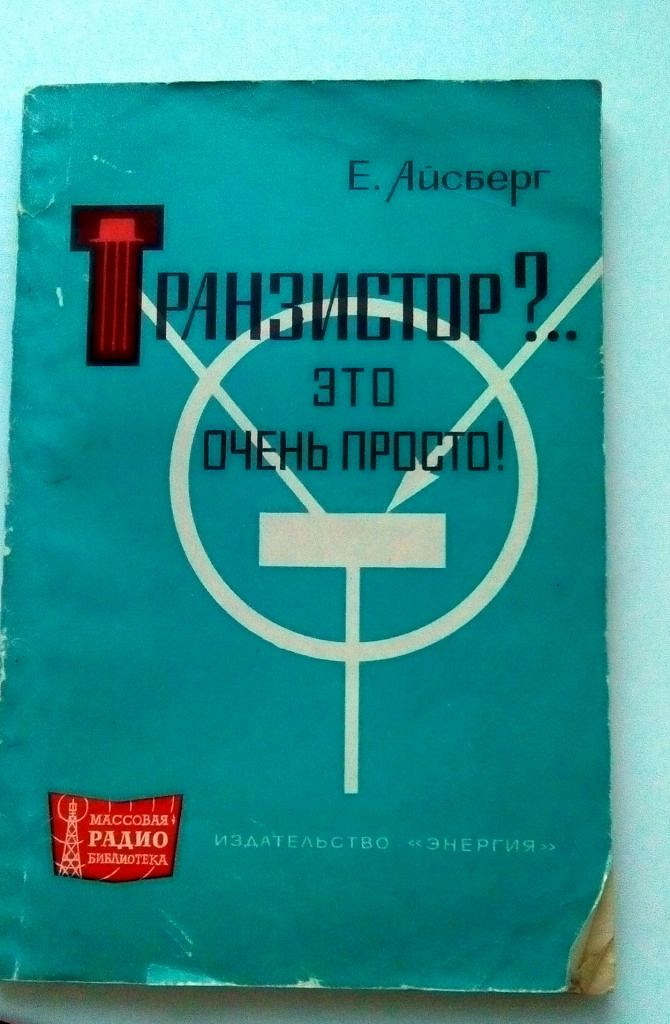 Е. Айсберг
ТРАНЗИСТОР?..
ЭТО
ОЧЕНЬ ПРОСТО!
МАССОВАЯ
РАДИО
БИБЛИОТЕКА
ИЗДАТЕЛЬСТВО «ЭНЕРГИЯ»